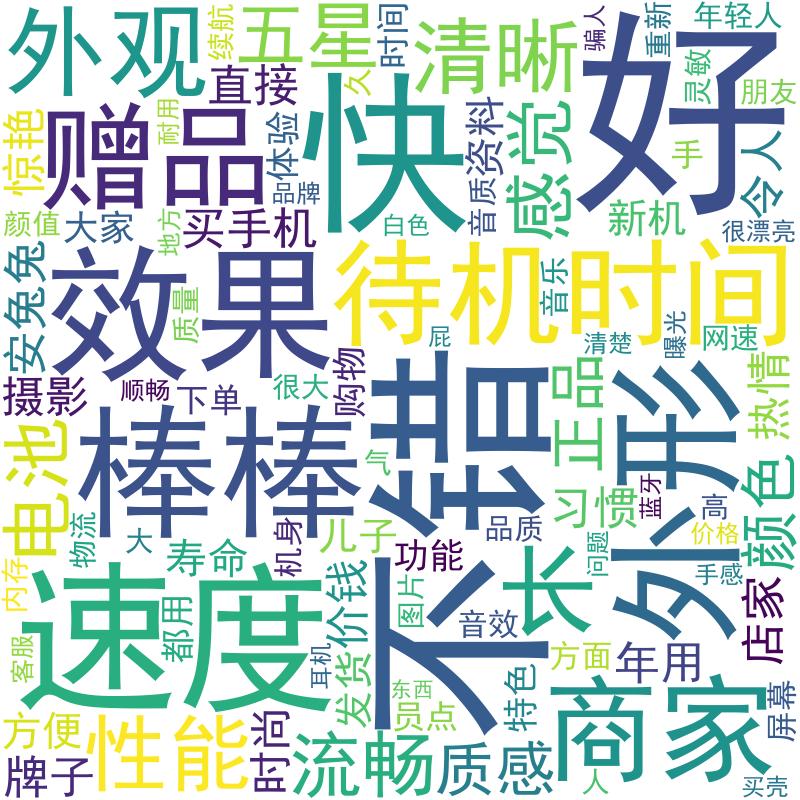 外观
续航
五星
时间
清晰
骗人
好
重新
年轻人
灵敏
朋友
惊艳
赠品
耐用
直接
体验
品牌
快
久
资料
音质
感觉
手
令人
新机
很漂亮
颜值
大家
地方
买手机
白色
安兔兔
效果
质量
待机时间
音乐
屁
清楚
曝光
网速
摄影
顺畅
下单
很大
购物
不错
正品
外形
热情
电池
棒棒
气
习惯
蓝牙
高
价格
颜色
物流
大
寿命
机身
儿子
功能
品质
长
问题
手感
内存
速度
都用
价钱
图片
音效
店家
客服
耳机
发货
东西
员点
特色
方面
年用
方便
性能
时尚
流畅
质感
商家
屏幕
牌子
人
买壳